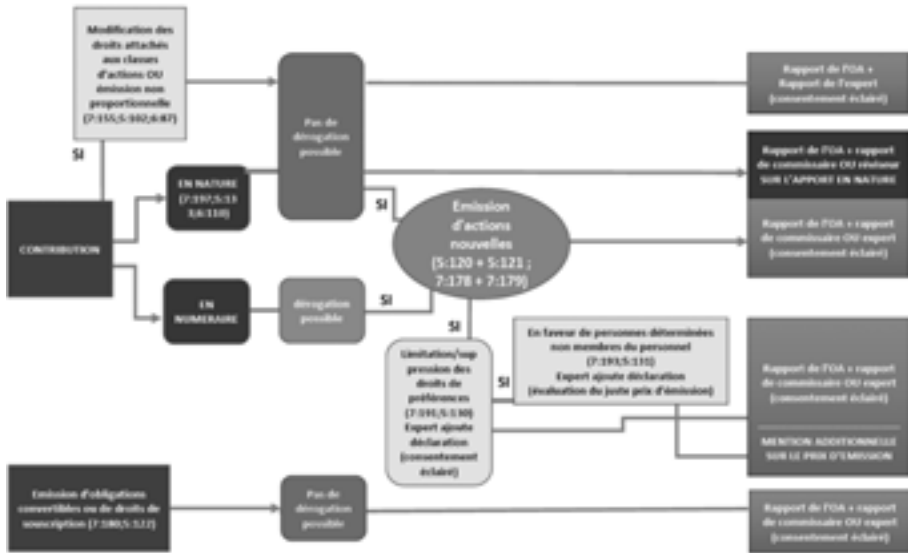 Modification des
droits attachés
aux classes
d'actions OU
émission non
proportionnelle
(7:155;5:102;6:87)
SI
Pas de
dérogation
possible
Rapport de l'OA +
Rapport de l'expert
(consentement éclairé)
EN NATURE
(7:197;5:13
3;6:110)
Rapport de l'OA + rapport
de commissaire OU réviseur
SUR L'APPORT EN NATURE
CONTRIBUTION
SI
Emission
d'actions
nouvelles
(5:120 + 5:121 ;
7:178 + 7:179)
Rapport de l'OA + rapport
de commissaire OU expert
(consentement éclairé)
EN
NUMERAIRE
dérogation
possible
SI
SI
Limitation/sup
pression des
droits de
préférences
(7:191;5:130)
Expert ajoute
déclaration
(consentement
éclairé)
SI
En faveur de personnes déterminées
non membres du personnel
(7:193;5:131)
Expert ajoute déclaration
(évaluation du juste prix d'émission)
Rapport de l'OA + rapport
de commissaire OU expert
(consentement éclairé)
MENTION ADDITIONNELLE
SUR LE PRIX D'EMISSION
Emission d'obligations
convertibles ou de droits de
souscription (7:180;5:122)
Pas de
dérogation
possible
Rapport de l'OA + rapport
de commissaire OU expert
(consentement éclairé)